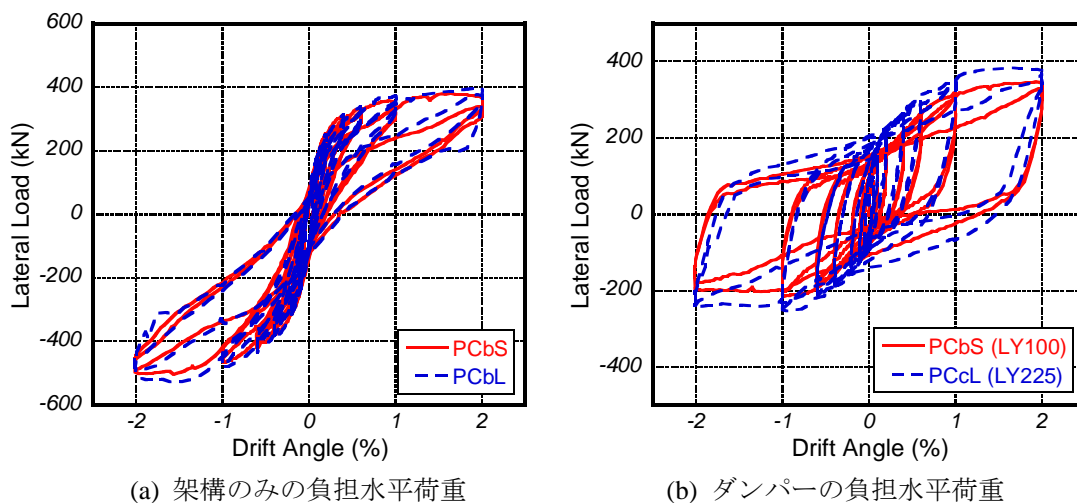 600
400
200
0
-200
-400
-600
Lateral Load (kN)
-2 -1 0 1 2
Drift Angle (%)
PCbS
PCbL
(a) 架構のみの負担水平荷重
400
200
0
-200
-400
Lateral Load (kN)
-2 -1 0 1 2
Drift Angle (%)
PCbS (LY100)
PCcL (LY225)
(b) ダンパーの負担水平荷重